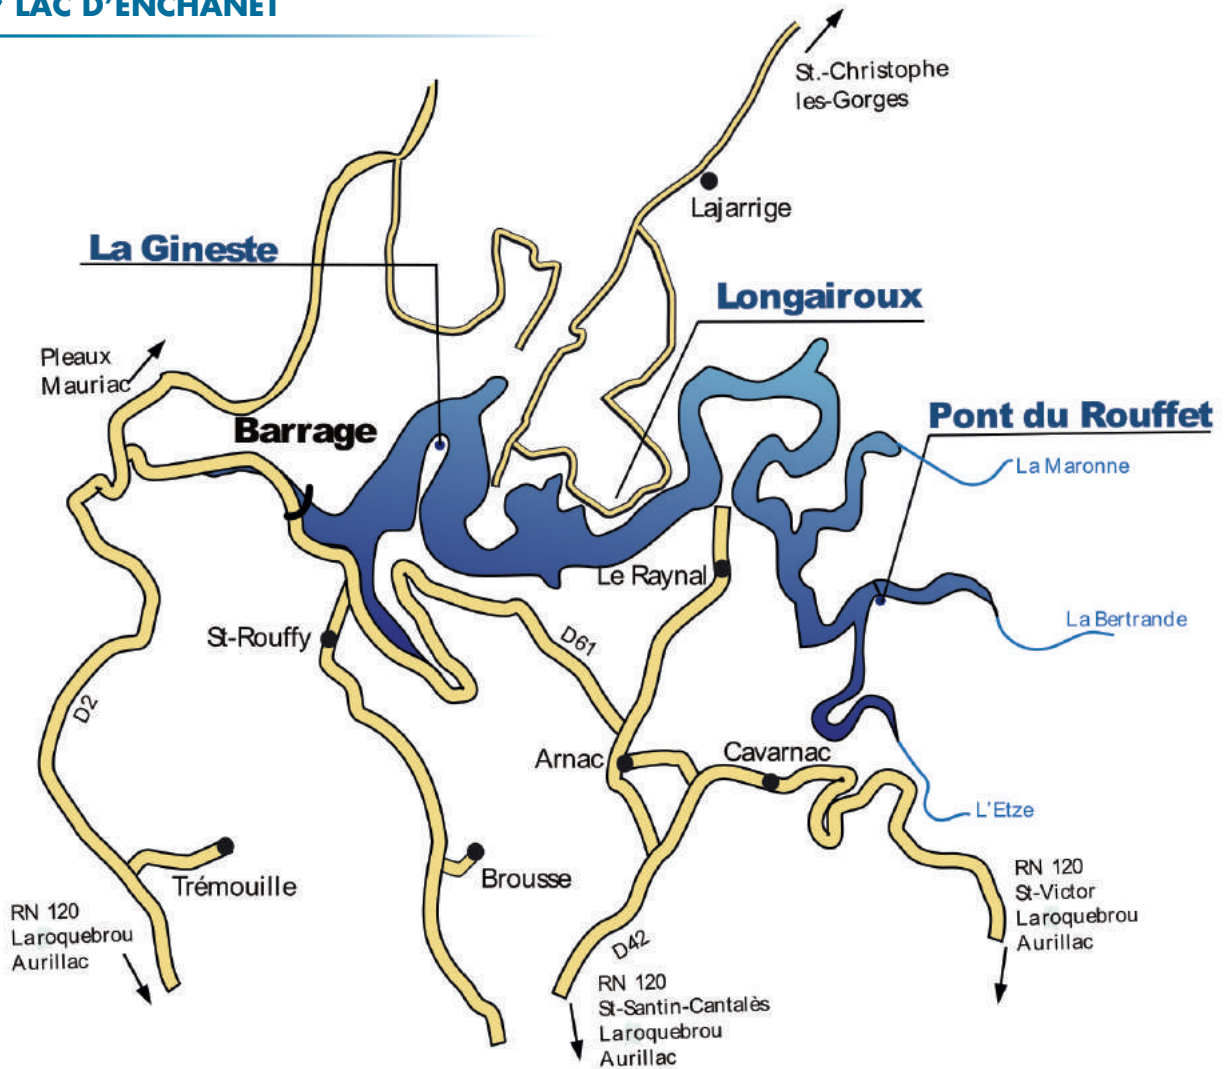 LAC D'ENCHANET
St.-Christophe
les-Gorges
Lajarrige
La Gineste
Longairoux
Pleaux
Mauriac
Barrage
Pont du Rouffet
La Maronne
Le Raynal
La Bertrande
St-Rouffy
D61
D2
Arnac
Cavarnac
L'Etze
Trémouille
Brousse
RN 120
St-Victor
Laroquebrou
Aurillac
RN 120
Laroquebrou
Aurillac
D42
RN 120
St-Santin-Cantalès
Laroquebrou
Aurillac